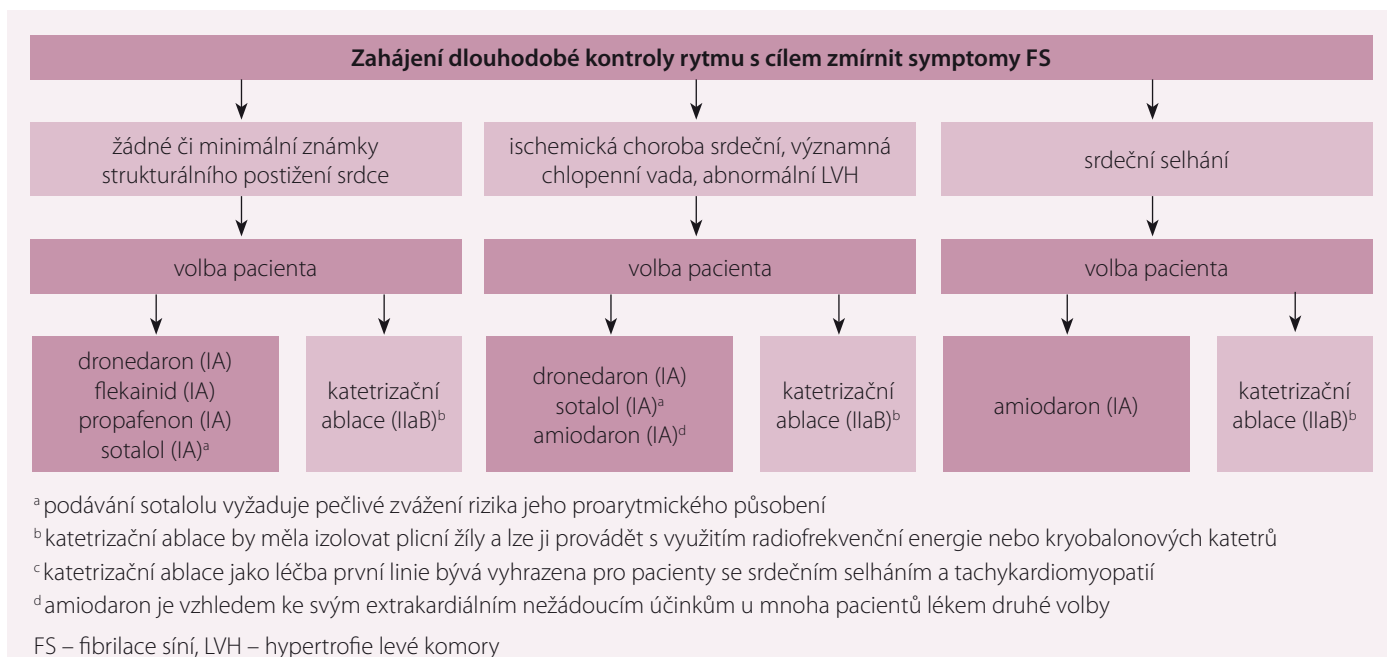 Zahájení dlouhodobé kontroly rytmu s cílem zmírnit symptomy FS
žádné či minimální známky
strukturálního postižení srdce
ischemická choroba srdeční, významná
chlopenní vada, abnormální LVH
srdeční selhání
volba pacienta
volba pacienta
volba pacienta
dronedaron (IA)
flekainid (IA)
propafenon (IA)
sotalol (IA)ᵃ
katetrizační
ablace (IIaB)ᵇ
dronedaron (IA)
sotalol (IA)ᵃ
amiodaron (IA)ᵈ
katetrizační
ablace (IIaB)ᵇ
amiodaron (IA)
katetrizační
ablace (IIaB)ᵇ
ᵃ podávání sotalolu vyžaduje pečlivé zvážení rizika jeho proarytmického působení
ᵇ katetrizační ablace by měla izolovat plicní žíly a lze ji provádět s využitím radiofrekvenční energie nebo kryobalonových katetrů
ᶜ katetrizační ablace jako léčba první linie bývá vyhrazena pro pacienty se srdečním selháním a tachykardiomyopatií
ᵈ amiodaron je vzhledem ke svým extrakardiálním nežádoucím účinkům u mnoha pacientů lékem druhé volby
FS – fibrilace síní, LVH – hypertrofie levé komory